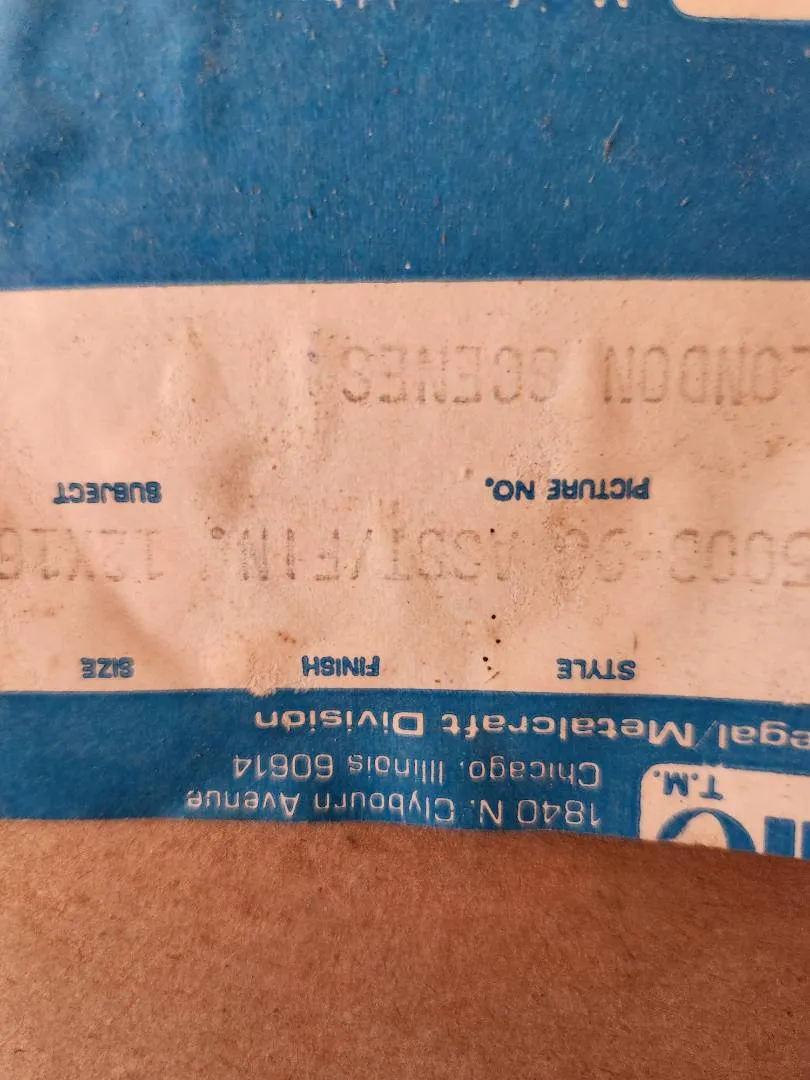 1840 N. Clybourn Avenue
T.M. Chicago, Illinois 60614
egal/Metalcraft Division
STYLE FINISH SIZE
ASST/FIN. 12X16
PICTURE NO. SUBJECT
LONDON SCENES